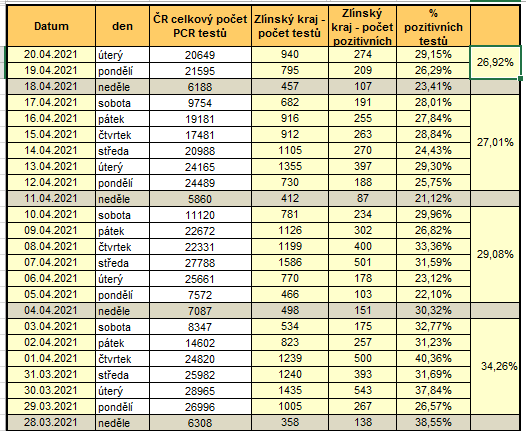 Datum den ČR celkový počet PCR testů Zlínský kraj - počet testů Zlínský kraj - počet pozitivních % pozitivních testů
20.04.2021 úterý 20649 940 274 29,15% 26,92%
19.04.2021 pondělí 21595 795 209 26,29%
18.04.2021 neděle 6188 457 107 23,41%
17.04.2021 sobota 9754 682 191 28,01%
16.04.2021 pátek 19181 916 255 27,84%
15.04.2021 čtvrtek 17481 912 263 28,84%
14.04.2021 středa 20988 1105 270 24,43% 27,01%
13.04.2021 úterý 24165 1355 397 29,30%
12.04.2021 pondělí 24489 730 188 25,75%
11.04.2021 neděle 5860 412 87 21,12%
10.04.2021 sobota 11120 781 234 29,96%
09.04.2021 pátek 22672 1126 302 26,82%
08.04.2021 čtvrtek 22331 1199 400 33,36% 29,08%
07.04.2021 středa 27788 1586 501 31,59%
06.04.2021 úterý 25661 770 178 23,12%
05.04.2021 pondělí 7572 466 103 22,10%
04.04.2021 neděle 7087 498 151 30,32%
03.04.2021 sobota 8347 534 175 32,77%
02.04.2021 pátek 14602 823 257 31,23%
01.04.2021 čtvrtek 24820 1239 500 40,36% 34,26%
31.03.2021 středa 25982 1240 393 31,69%
30.03.2021 úterý 28965 1435 543 37,84%
29.03.2021 pondělí 26996 1005 267 26,57%
28.03.2021 neděle 6308 358 138 38,55%